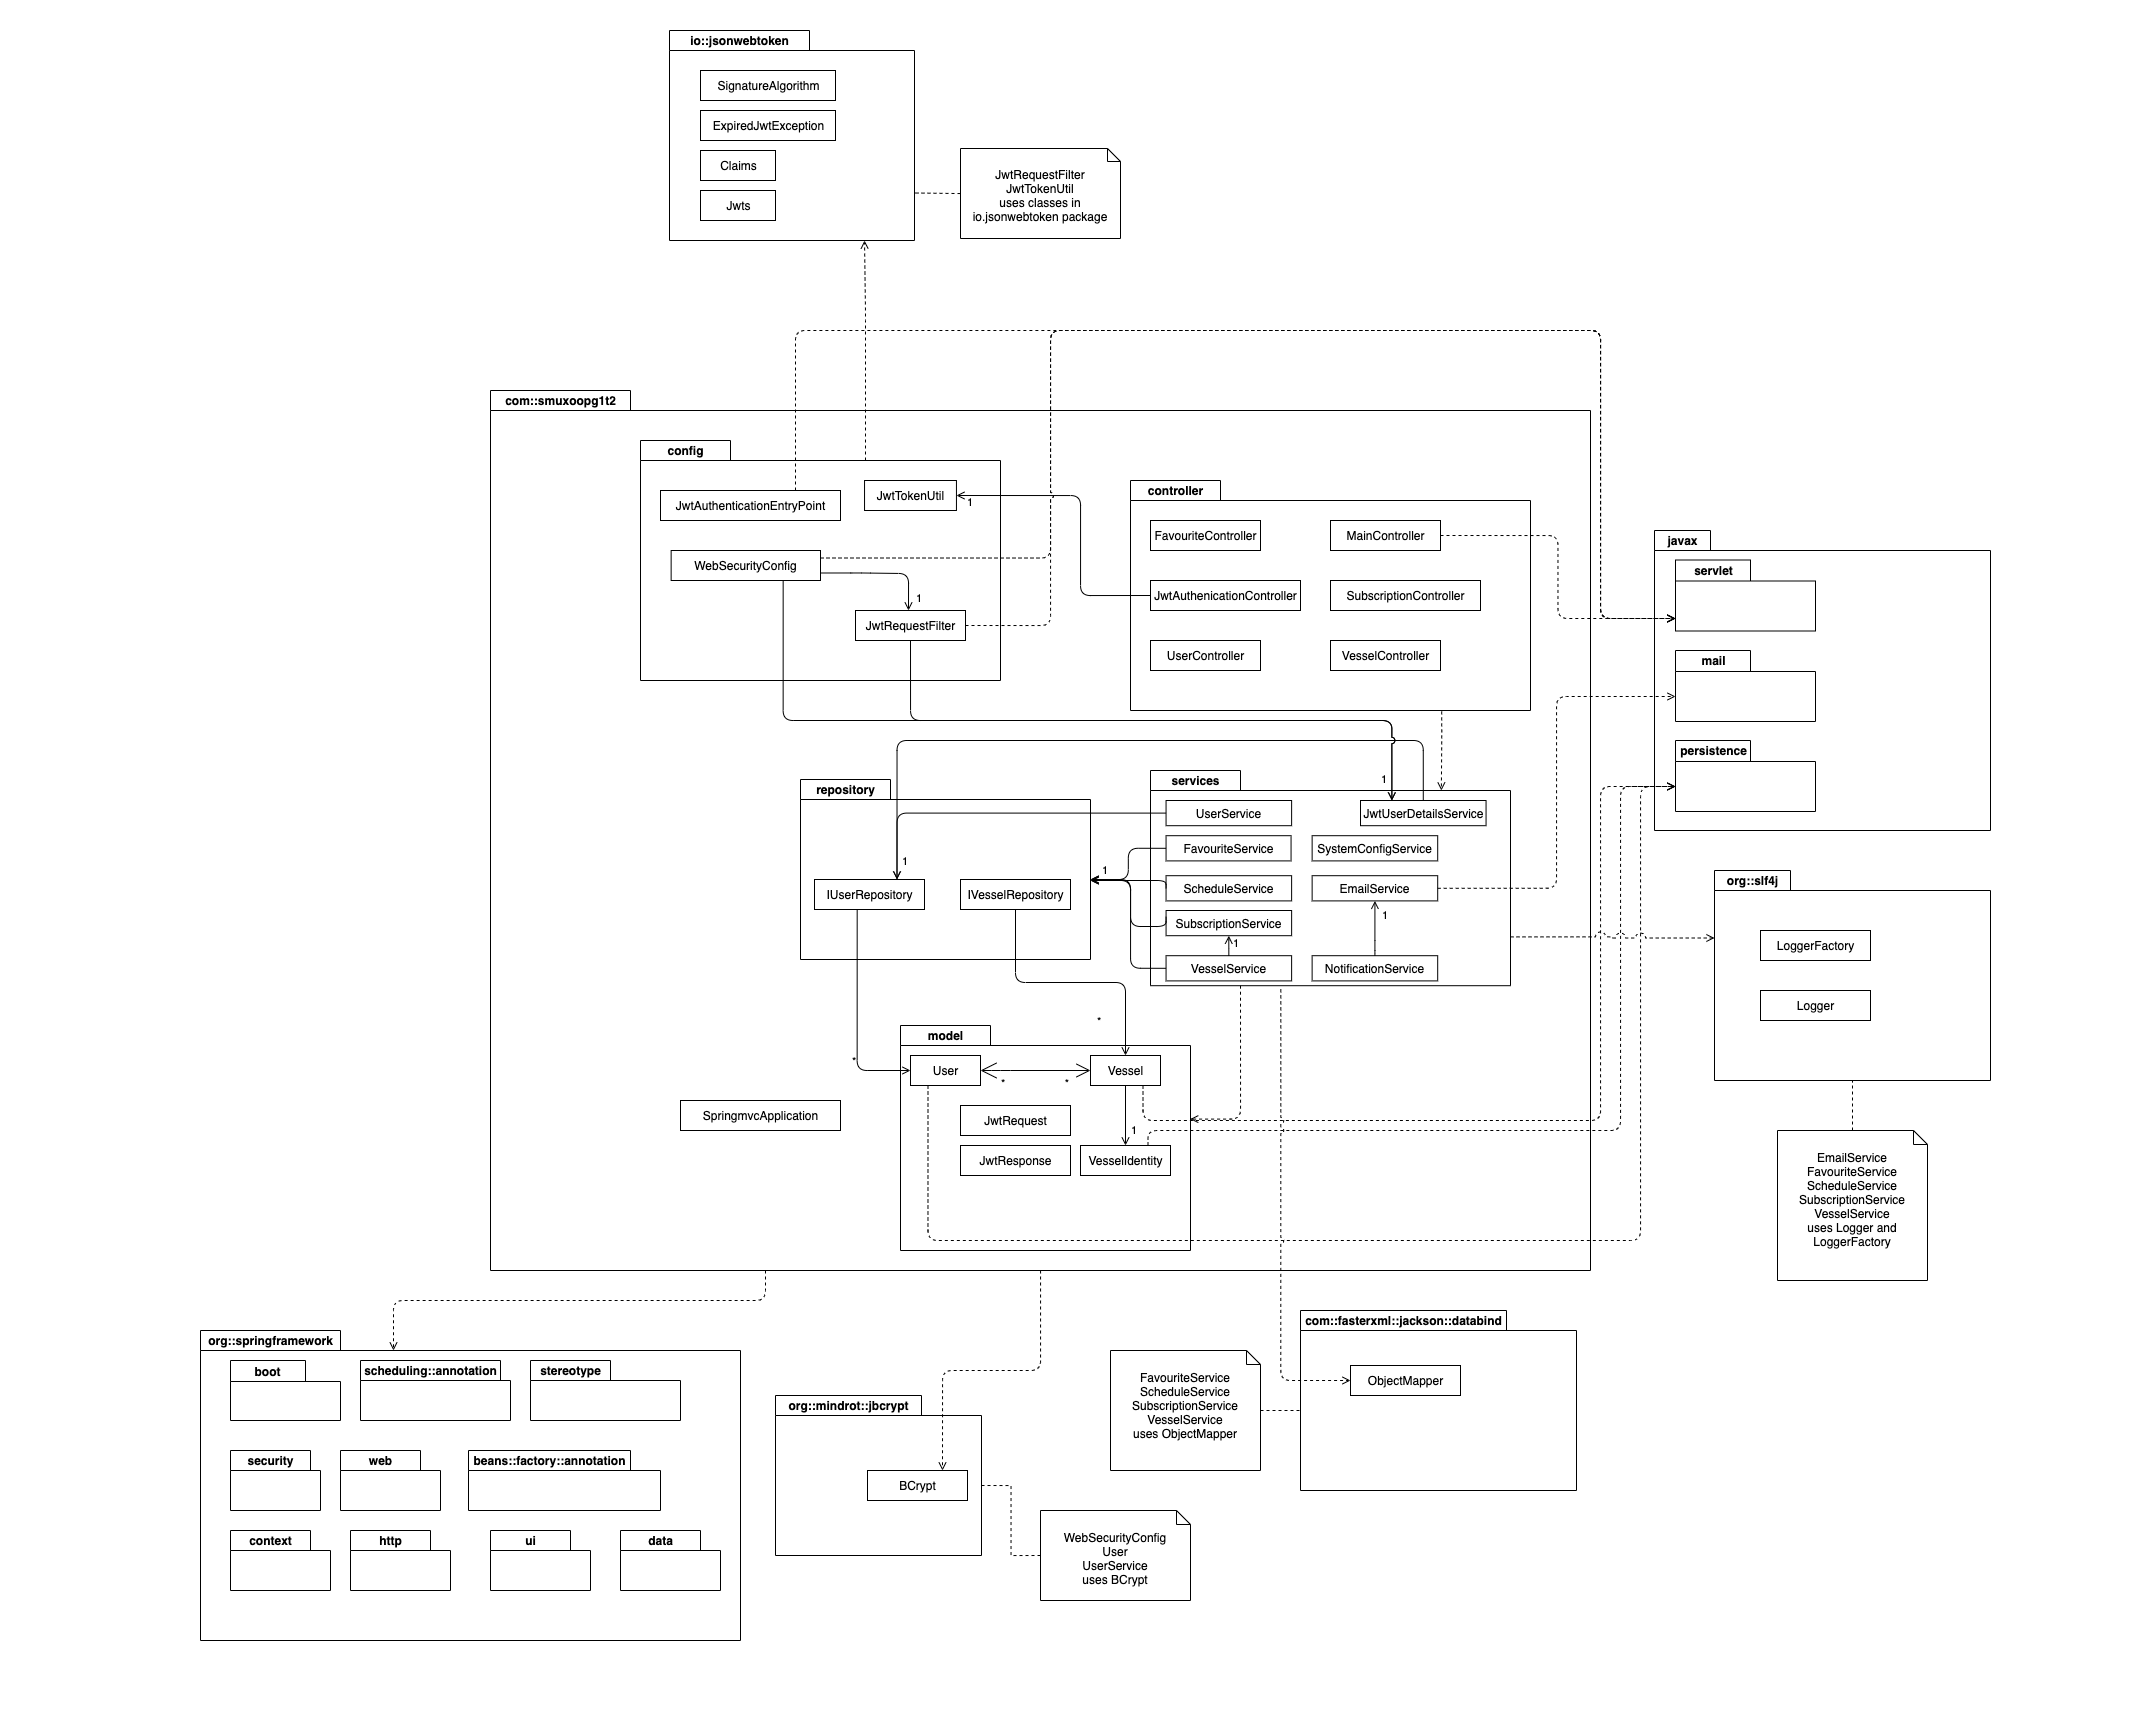 io::jsonwebtoken
SignatureAlgorithm
ExpiredJwtException
Claims
Jwts
JwtRequestFilter
JwtTokenUtil
uses classes in
io.jsonwebtoken package
com::smuxoopg1t2
config
JwtAuthenticationEntryPoint
JwtTokenUtil
1
WebSecurityConfig
1
JwtRequestFilter
controller
FavouriteController
MainController
JwtAuthenicationController
SubscriptionController
UserController
VesselController
javax
servlet
mail
persistence
repository
1
1
IUserRepository
IVesselRepository
services
1
UserService
JwtUserDetailsService
FavouriteService
SystemConfigService
ScheduleService
EmailService
1
SubscriptionService
1
VesselService
NotificationService
org::slf4j
LoggerFactory
Logger
EmailService
FavouriteService
ScheduleService
SubscriptionService
VesselService
uses Logger and
LoggerFactory
*
model
*
User
Vessel
*
*
JwtRequest
1
JwtResponse
VesselIdentity
SpringmvcApplication
org::springframework
boot
scheduling::annotation
stereotype
security
web
beans::factory::annotation
context
http
ui
data
org::mindrot::jbcrypt
BCrypt
WebSecurityConfig
User
UserService
uses BCrypt
FavouriteService
ScheduleService
SubscriptionService
VesselService
uses ObjectMapper
com::fasterxml::jackson::databind
ObjectMapper